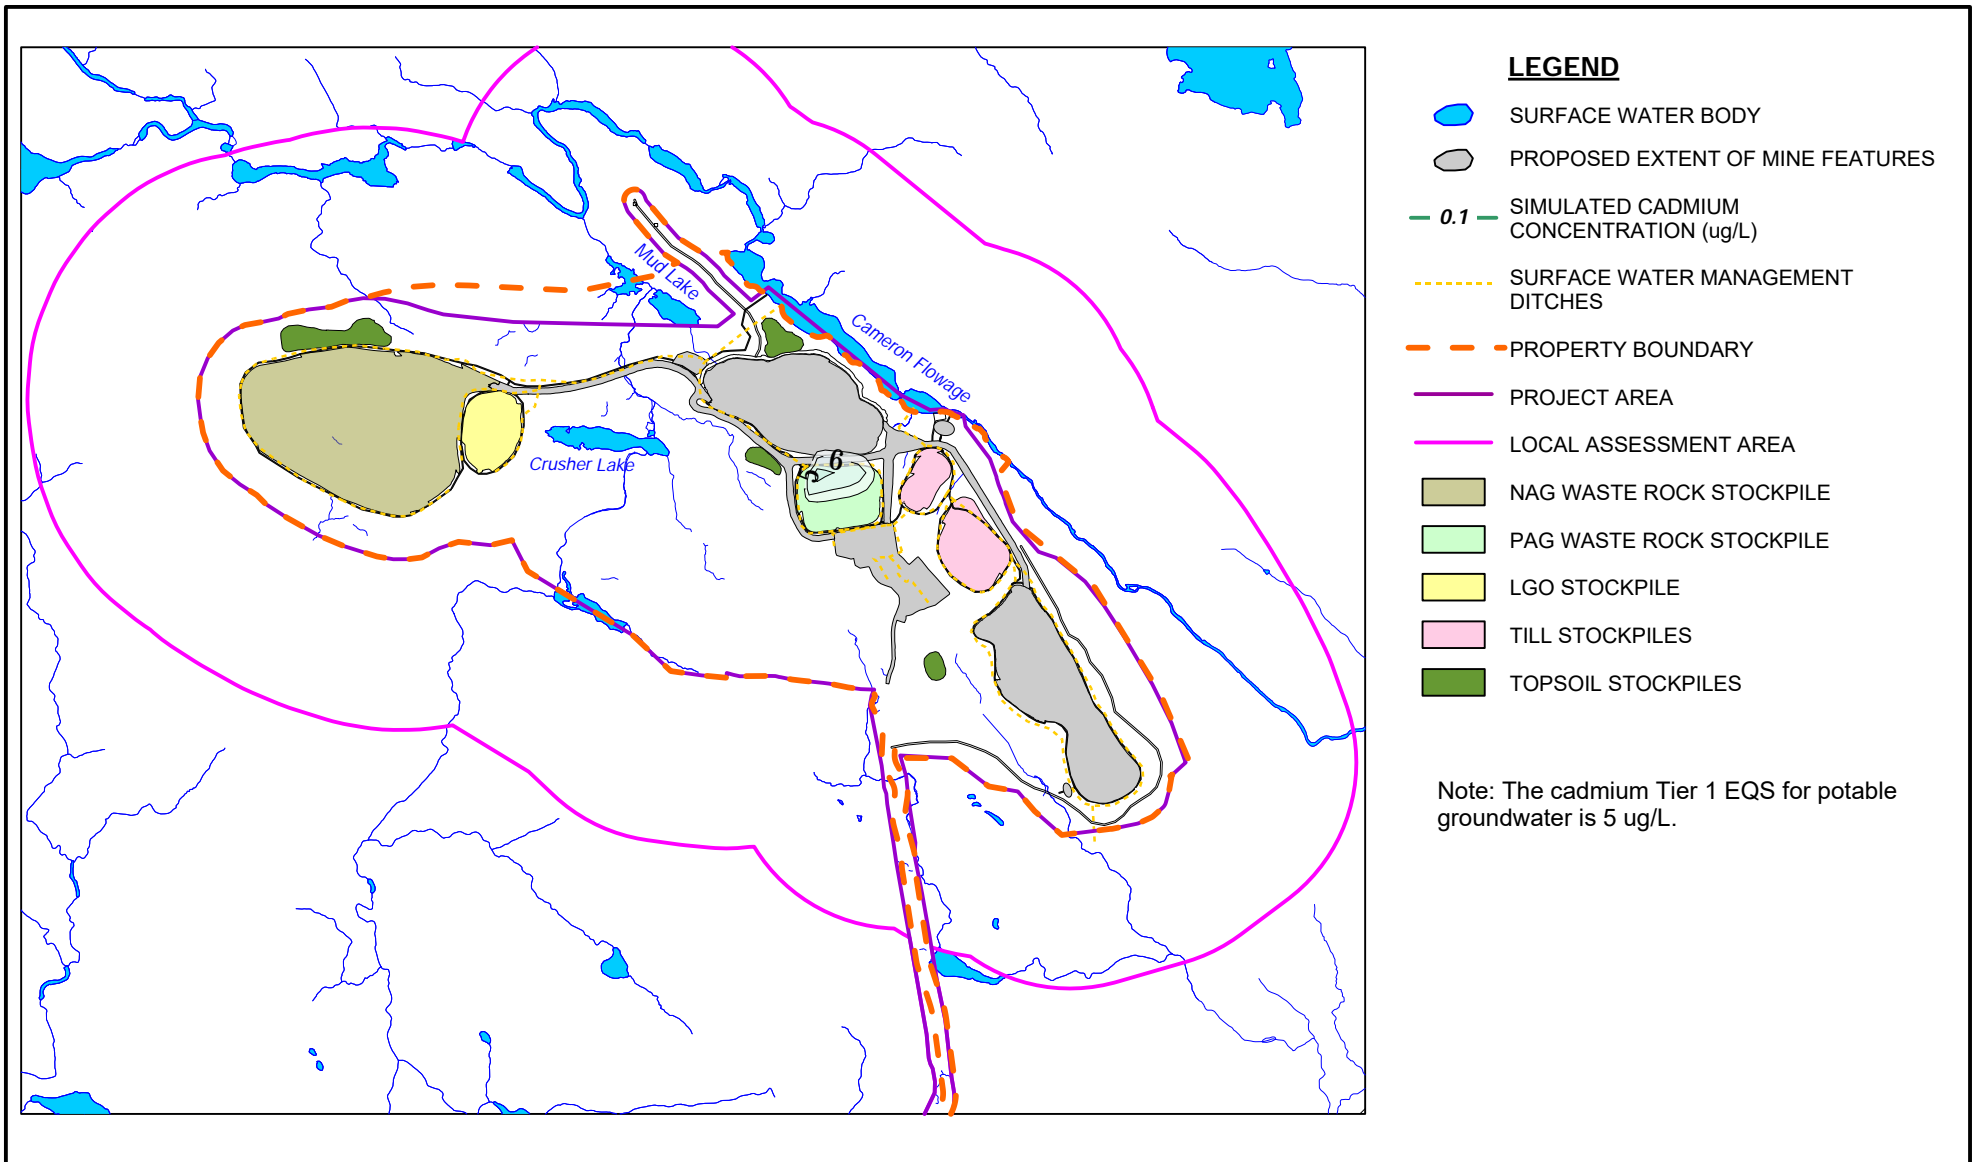 LEGEND
SURFACE WATER BODY
PROPOSED EXTENT OF MINE FEATURES
0.1
SIMULATED CADMIUM
CONCENTRATION (ug/L)
SURFACE WATER MANAGEMENT
DITCHES
PROPERTY BOUNDARY
PROJECT AREA
LOCAL ASSESSMENT AREA
NAG WASTE ROCK STOCKPILE
PAG WASTE ROCK STOCKPILE
LGO STOCKPILE
TILL STOCKPILES
TOPSOIL STOCKPILES
Note: The cadmium Tier 1 EQS for potable
groundwater is 5 ug/L.
Mud Lake
Cameron Flowage
Crusher Lake
5
6